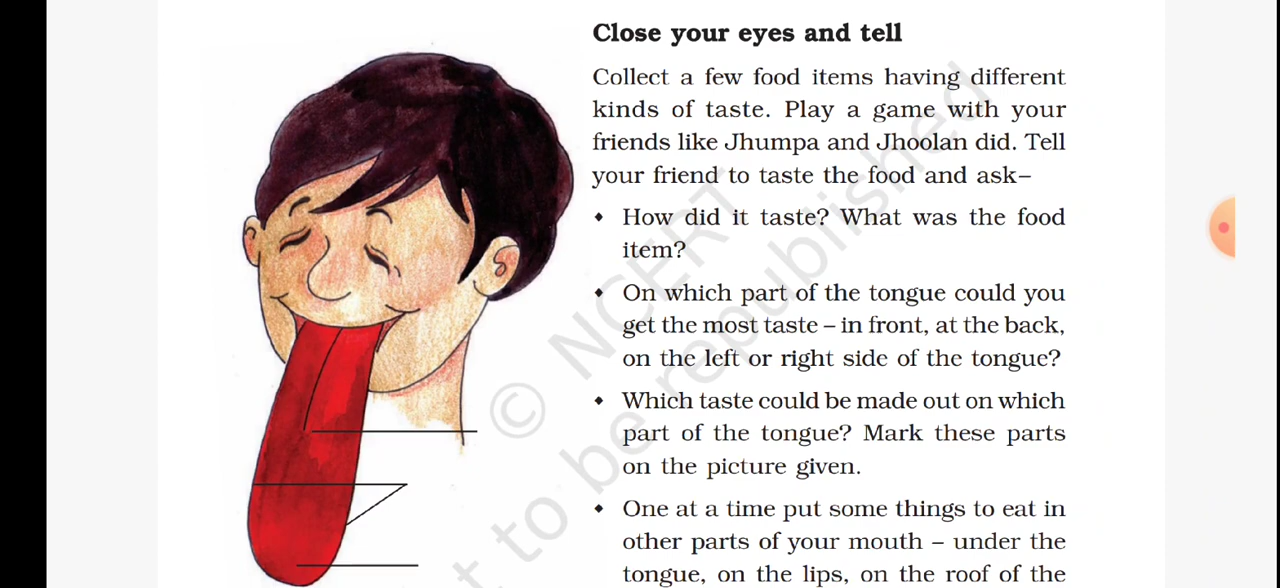 Close your eyes and tell
Collect a few food items having different
kinds of taste. Play a game with your
friends like Jhumpa and Jhoolan did. Tell
your friend to taste the food and ask–
• How did it taste? What was the food
item?
• On which part of the tongue could you
get the most taste – in front, at the back,
on the left or right side of the tongue?
• Which taste could be made out on which
part of the tongue? Mark these parts
on the picture given.
• One at a time put some things to eat in
other parts of your mouth – under the
tongue, on the lips, on the roof of the
© NCERT
t to be republished